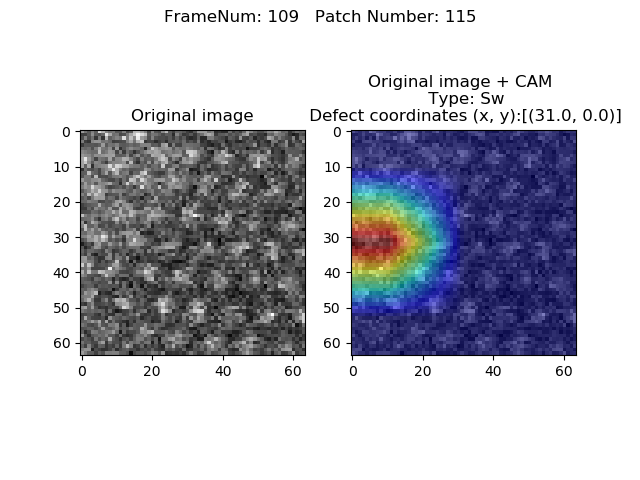 FrameNum: 109   Patch Number: 115
Original image
0
10
20
30
40
50
60
0 20 40 60
Original image + CAM
Type: Sw
Defect coordinates (x, y):[(31.0, 0.0)]
0
10
20
30
40
50
60
0 20 40 60